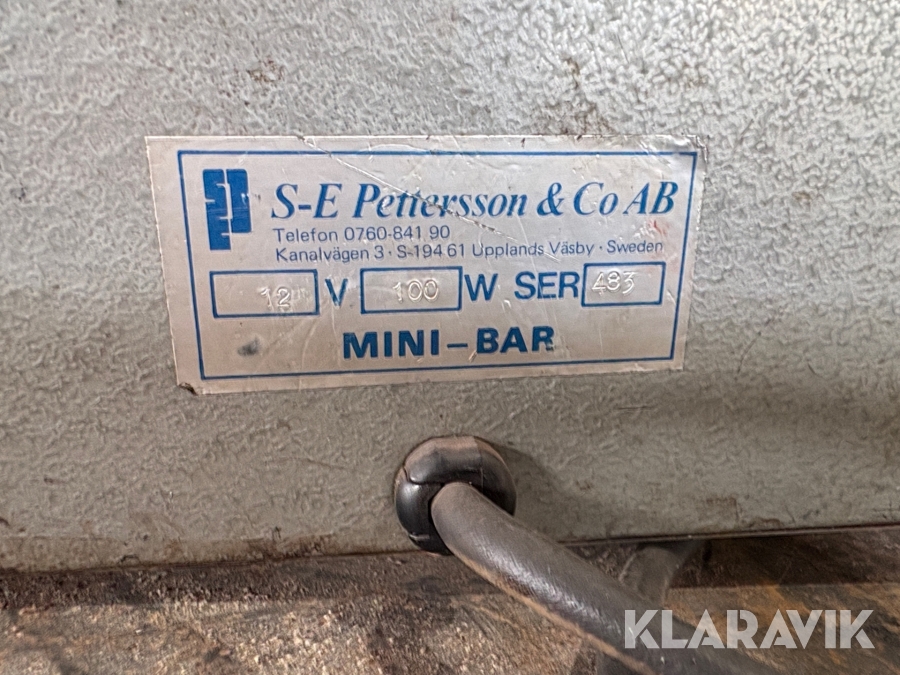 S-E Pettersson & Co AB
Telefon 0760-841 90
Kanalvägen 3 · S-194 61 Upplands Väsby · Sweden
12 V 100 W SER 483
MINI-BAR
KLARAVIK